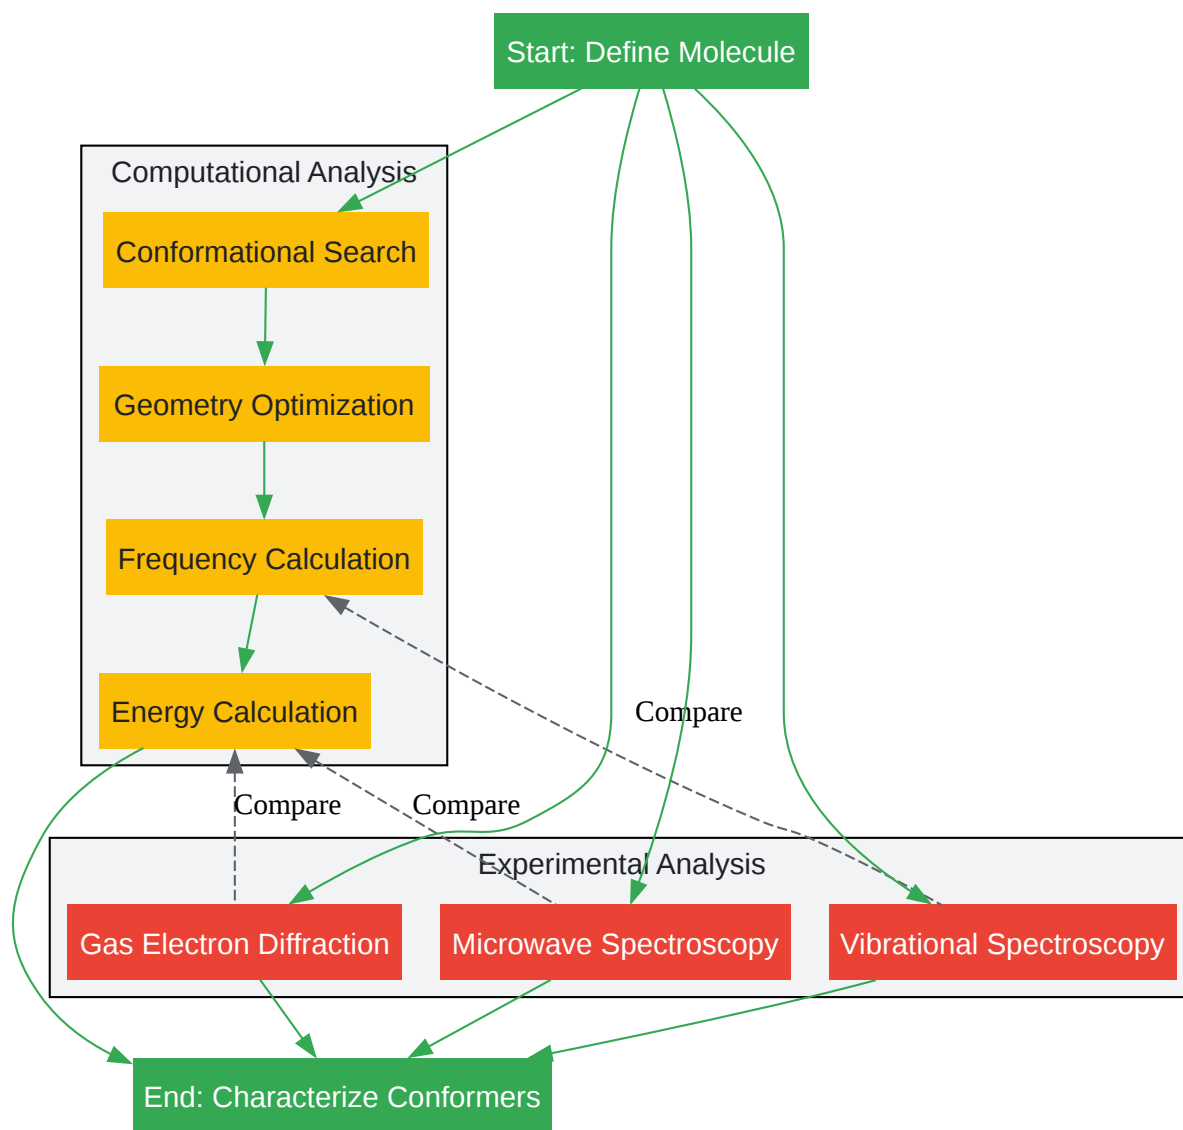 Start: Define Molecule
Computational Analysis
Conformational Search
Geometry Optimization
Frequency Calculation
Energy Calculation
Compare
Compare
Compare
Experimental Analysis
Gas Electron Diffraction
Microwave Spectroscopy
Vibrational Spectroscopy
End: Characterize Conformers